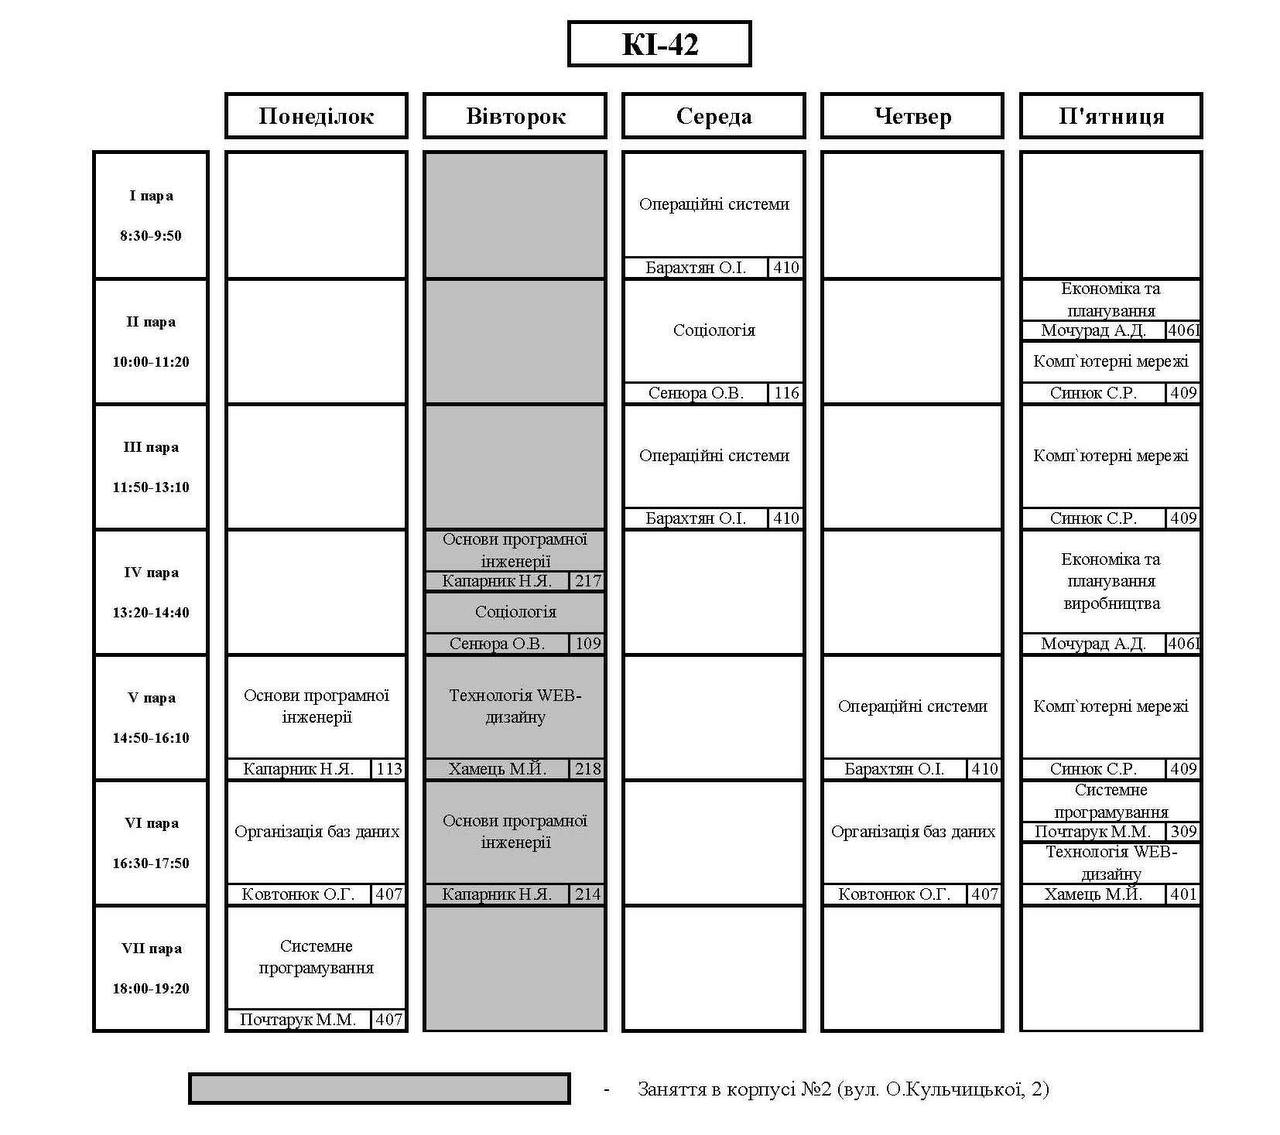 КІ-42
Понеділок
Вівторок
Середа
Четвер
П'ятниця
І пара
8:30-9:50
Операційні системи
Барахтян О.І. 410
ІІ пара
10:00-11:20
Соціологія
Сенюра О.В. 116
Економіка та
планування
Мочурад А.Д.
Комп`ютерні мережі
Синюк С.Р. 409
ІІІ пара
11:50-13:10
Операційні системи
Барахтян О.І. 410
Комп`ютерні мережі
Синюк С.Р. 409
IV пара
13:20-14:40
Основи програмної
інженерії
Капарник Н.Я. 217
Соціологія
Сенюра О.В. 109
Економіка та
планування
виробництва
Мочурад А.Д.
V пара
14:50-16:10
Основи програмної
інженерії
Капарник Н.Я. 113
Технологія WEB-
дизайну
Хамець М.Й. 218
Операційні системи
Барахтян О.І. 410
Комп`ютерні мережі
Синюк С.Р. 409
VI пара
16:30-17:50
Організація баз даних
Ковтонюк О.Г. 407
Основи програмної
інженерії
Капарник Н.Я. 214
Організація баз даних
Ковтонюк О.Г. 407
Системне
програмування
Почтарук М.М. 309
Технологія WEB-
дизайну
Хамець М.Й. 401
VII пара
18:00-19:20
Системне
програмування
Почтарук М.М. 407
- Заняття в корпусі №2 (вул. О.Кульчицької, 2)